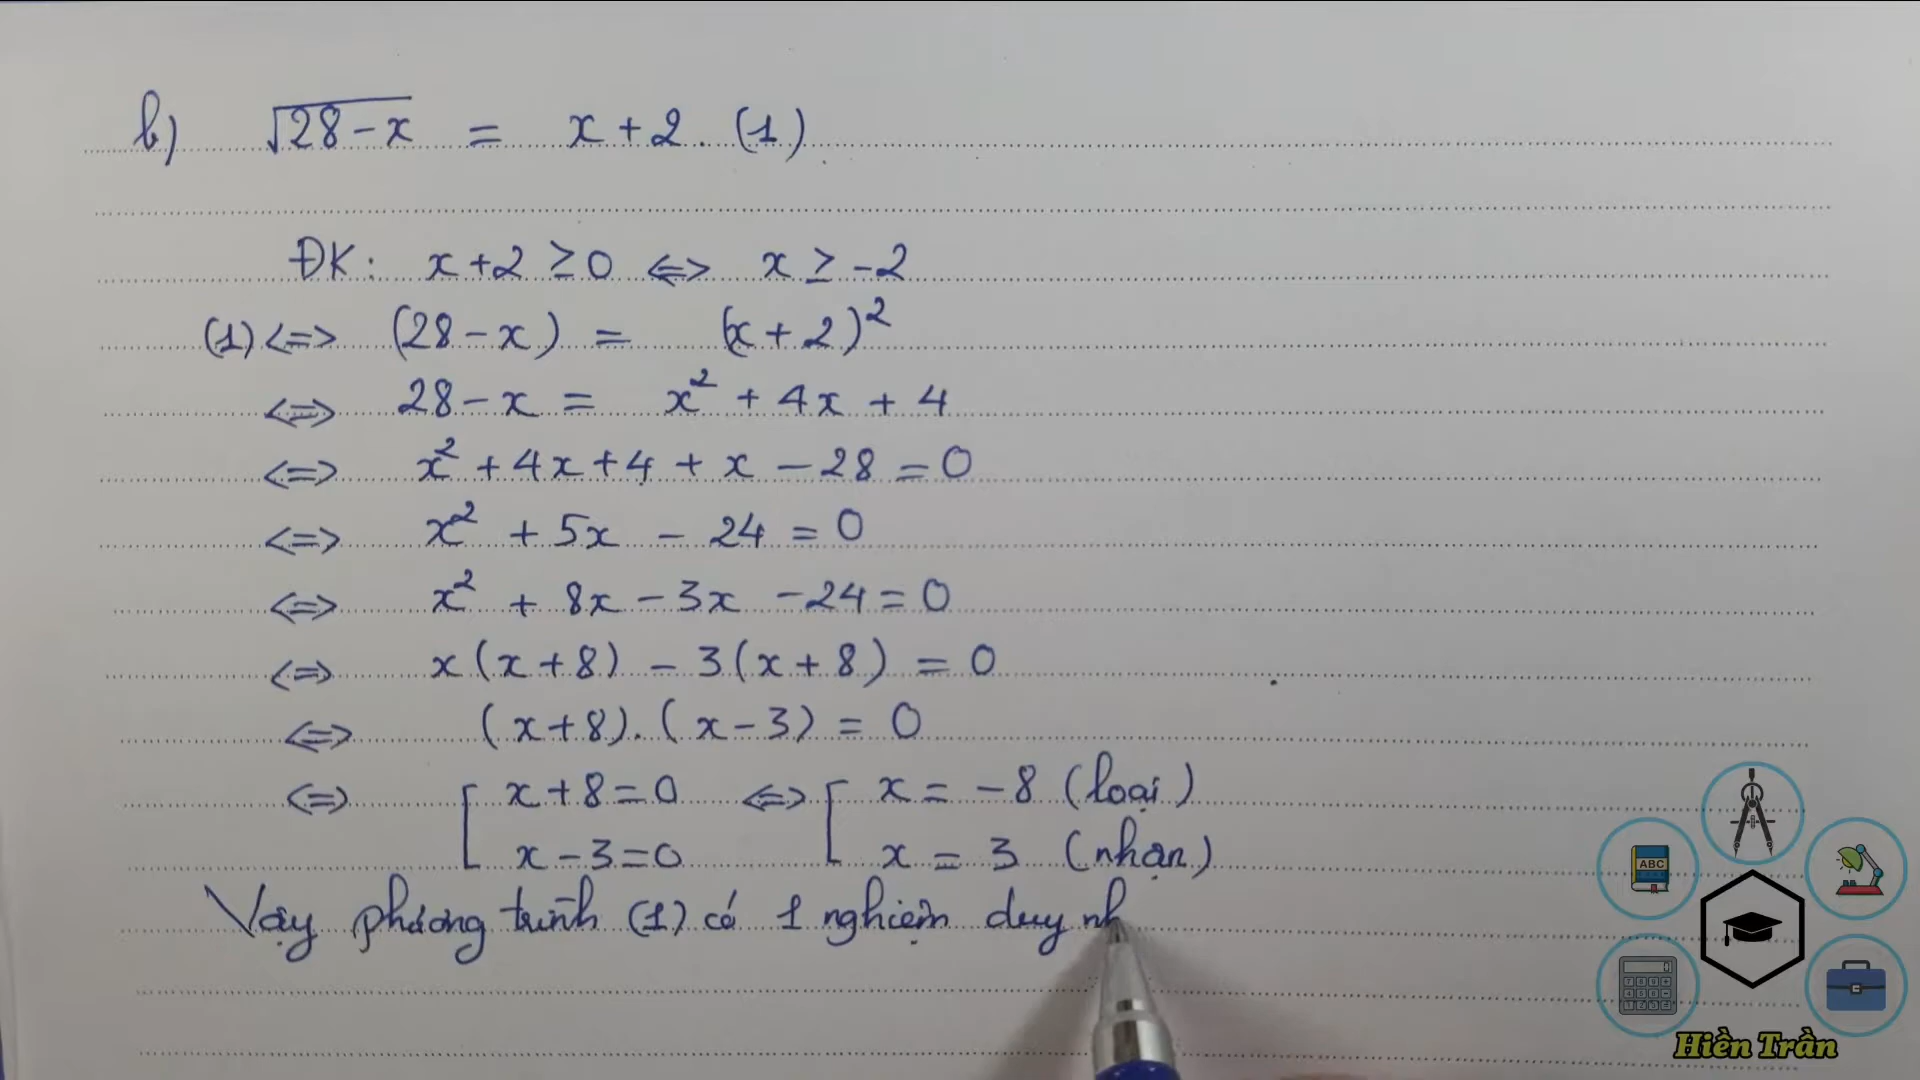 b) √28-x = x+2. (1)
ĐK: x+2 ≥ 0 <=> x ≥ -2
(1) <=> (28-x) = (x+2)²
<=> 28-x = x² + 4x + 4
<=> x² + 4x + 4 + x - 28 = 0
<=> x² + 5x - 24 = 0
<=> x² + 8x - 3x - 24 = 0
<=> x(x+8) - 3(x+8) = 0
<=> (x+8).(x-3) = 0
<=> [ x+8=0 <=> [ x = -8 (loại)
x-3=0 x = 3 (nhận)
Vậy phương trình (1) có 1 nghiệm duy nh
ABC
Hiền Trần